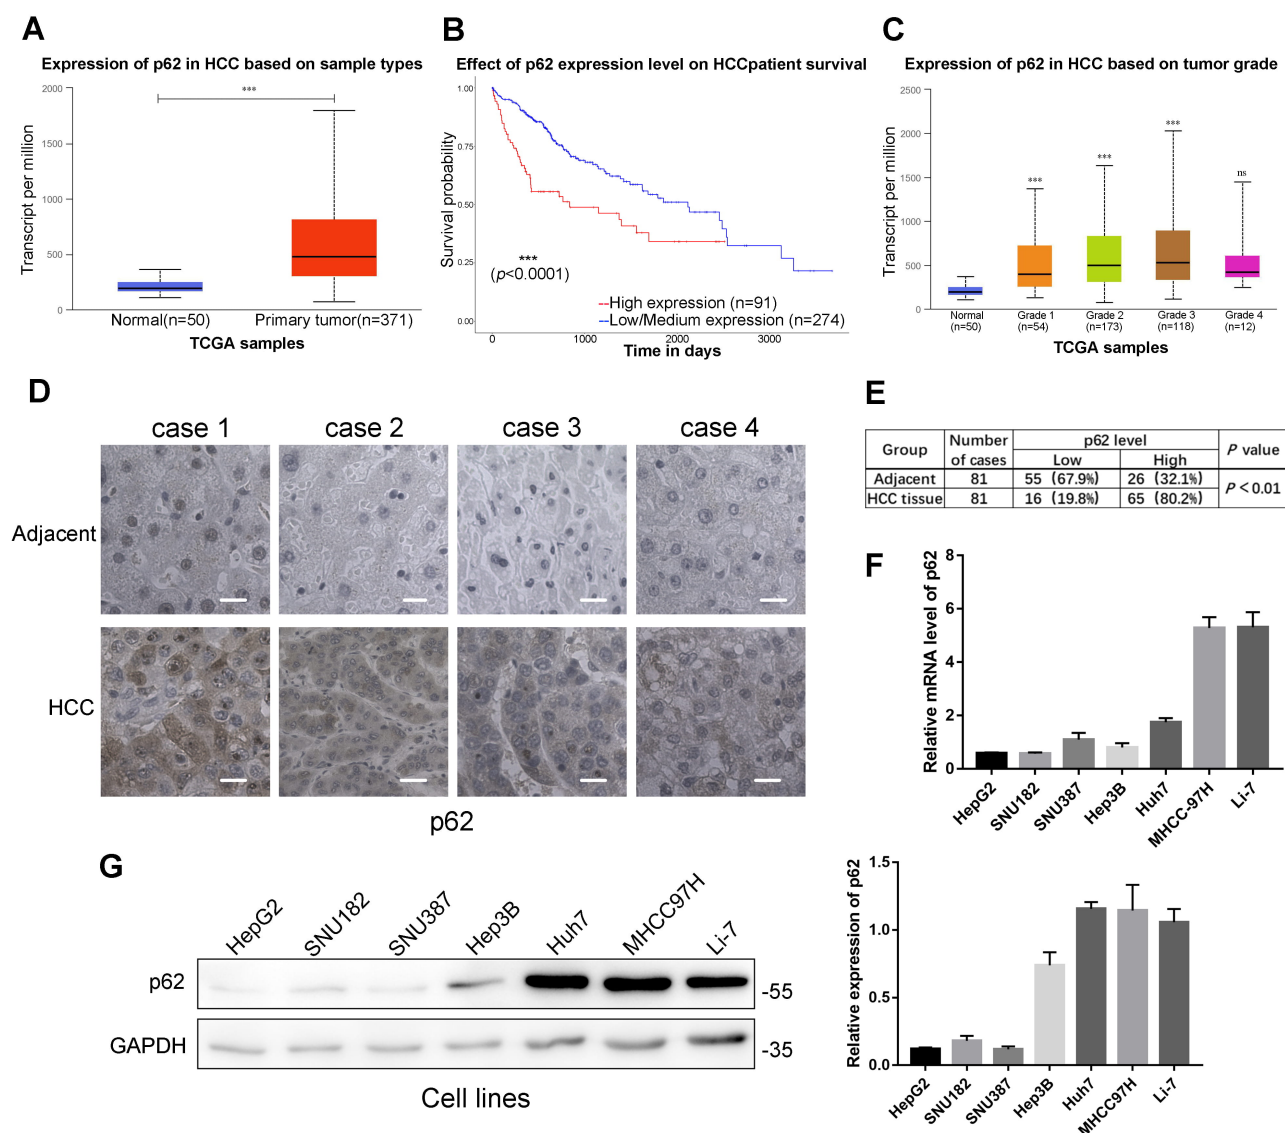 A
Expression of p62 in HCC based on sample types
Transcript per million
2000
1500
1000
500
0
***
Normal(n=50)
Primary tumor(n=371)
TCGA samples
B
Effect of p62 expression level on HCCpatient survival
Survival probability
1.00
0.75
0.50
0.25
0.00
***
(p<0.0001)
High expression (n=91)
Low/Medium expression (n=274)
0 1000 2000 3000
Time in days
C
Expression of p62 in HCC based on tumor grade
Transcript per million
2500
2000
1500
1000
500
0
***
***
***
ns
Normal
(n=50)
Grade 1
(n=54)
Grade 2
(n=173)
Grade 3
(n=118)
Grade 4
(n=12)
TCGA samples
D
case 1 case 2 case 3 case 4
Adjacent
HCC
p62
E
Group Number of cases p62 level P value
Low High
Adjacent 81 55 (67.9%) 26 (32.1%) P<0.01
HCC tissue 81 16 (19.8%) 65 (80.2%)
F
Relative mRNA level of p62
8
6
4
2
0
HepG2 SNU182 SNU387 Hep3B Huh7 MHCC-97H Li-7
G
HepG2 SNU182 SNU387 Hep3B Huh7 MHCC97H Li-7
p62
-55
GAPDH
-35
Cell lines
Relative expression of p62
1.5
1.0
0.5
0.0
HepG2 SNU182 SNU387 Hep3B Huh7 MHCC97H Li-7